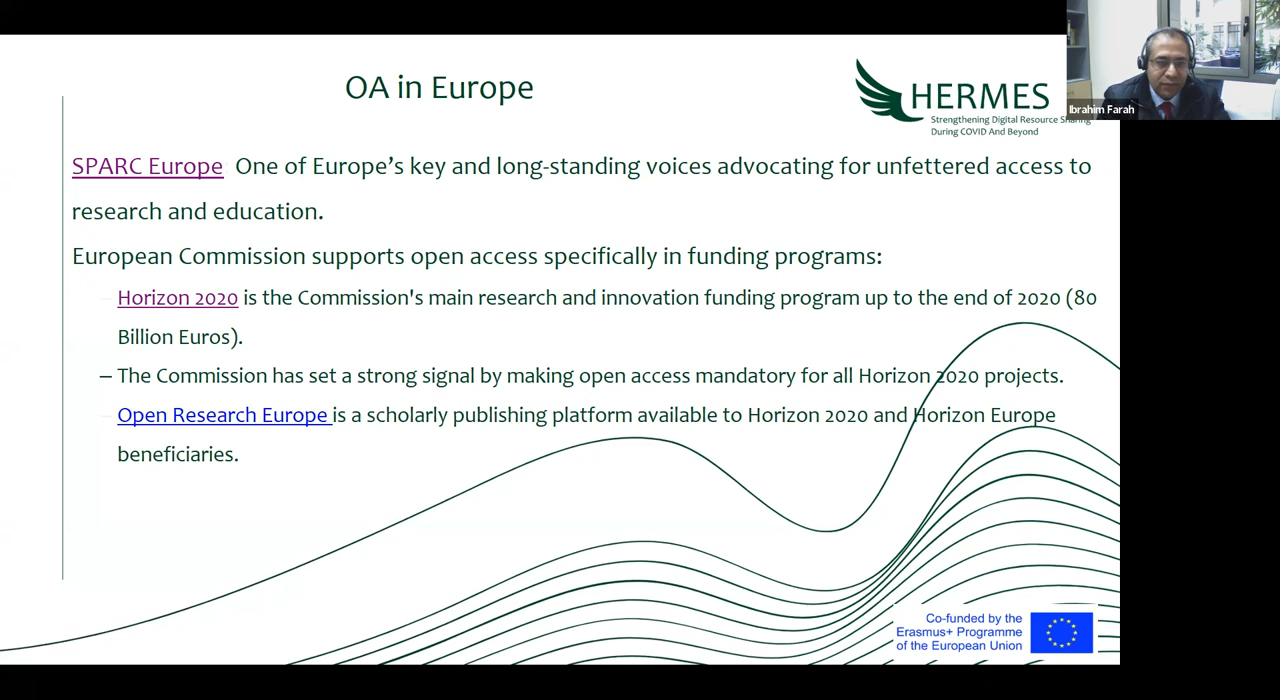 OA in Europe
HERMES
Strengthening Digital Resource Sharing
During COVID And Beyond
Ibrahim Farah
SPARC Europe One of Europe's key and long-standing voices advocating for unfettered access to
research and education.
European Commission supports open access specifically in funding programs:
– Horizon 2020 is the Commission's main research and innovation funding program up to the end of 2020 (80
Billion Euros).
– The Commission has set a strong signal by making open access mandatory for all Horizon 2020 projects.
– Open Research Europe is a scholarly publishing platform available to Horizon 2020 and Horizon Europe
beneficiaries.
Co-funded by the
Erasmus+ Programme
of the European Union